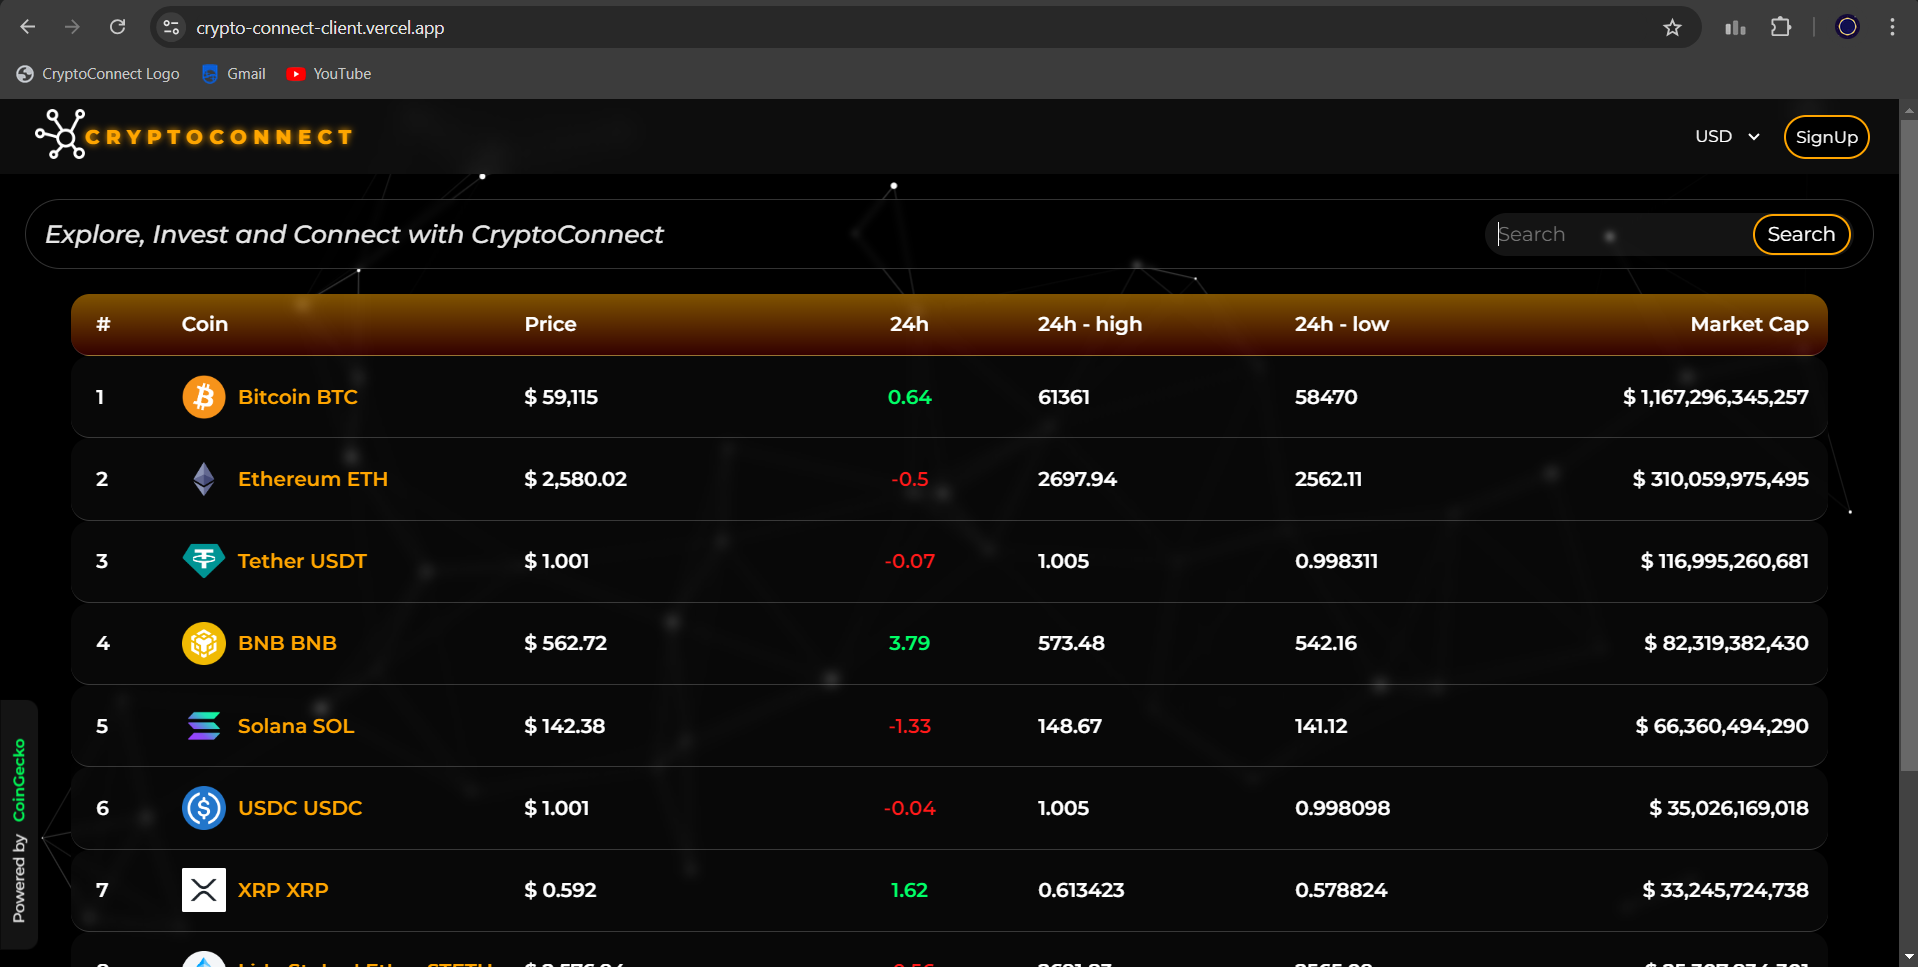 crypto-connect-client.vercel.app
CryptoConnect Logo Gmail YouTube
CRYPTOCONNECT USD SignUp
Explore, Invest and Connect with CryptoConnect Search Search
# Coin Price 24h 24h - high 24h - low Market Cap
1 Bitcoin BTC $ 59,115 0.64 61361 58470 $ 1,167,296,345,257
2 Ethereum ETH $ 2,580.02 -0.5 2697.94 2562.11 $ 310,059,975,495
3 Tether USDT $ 1.001 -0.07 1.005 0.998311 $ 116,995,260,681
4 BNB BNB $ 562.72 3.79 573.48 542.16 $ 82,319,382,430
5 Solana SOL $ 142.38 -1.33 148.67 141.12 $ 66,360,494,290
6 USDC USDC $ 1.001 -0.04 1.005 0.998098 $ 35,026,169,018
7 XRP XRP $ 0.592 1.62 0.613423 0.578824 $ 33,245,724,738
Powered by CoinGecko